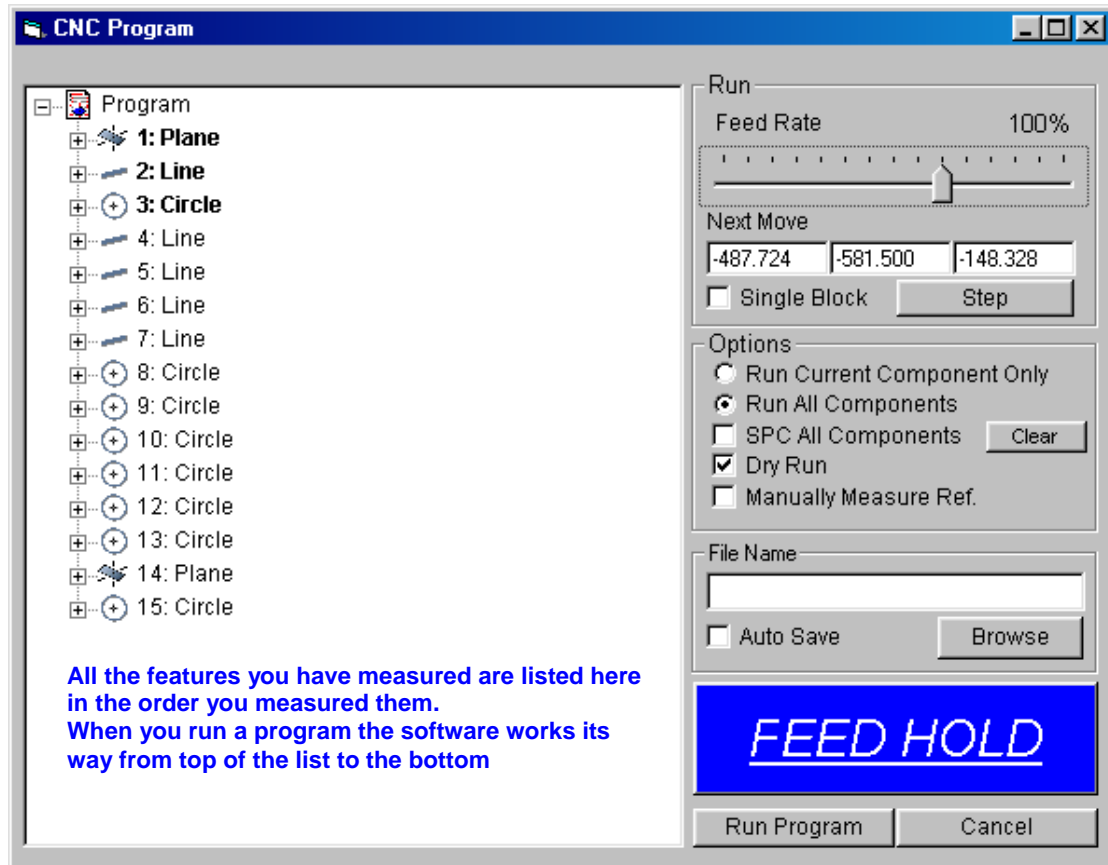 CNC Program
Program
1: Plane
2: Line
3: Circle
4: Line
5: Line
6: Line
7: Line
8: Circle
9: Circle
10: Circle
11: Circle
12: Circle
13: Circle
14: Plane
15: Circle
All the features you have measured are listed here
in the order you measured them.
When you run a program the software works its
way from top of the list to the bottom
Run
Feed Rate 100%
Next Move
-487.724 -581.500 -148.328
Single Block Step
Options
Run Current Component Only
Run All Components
SPC All Components Clear
Dry Run
Manually Measure Ref.
File Name
Auto Save Browse
FEED HOLD
Run Program Cancel